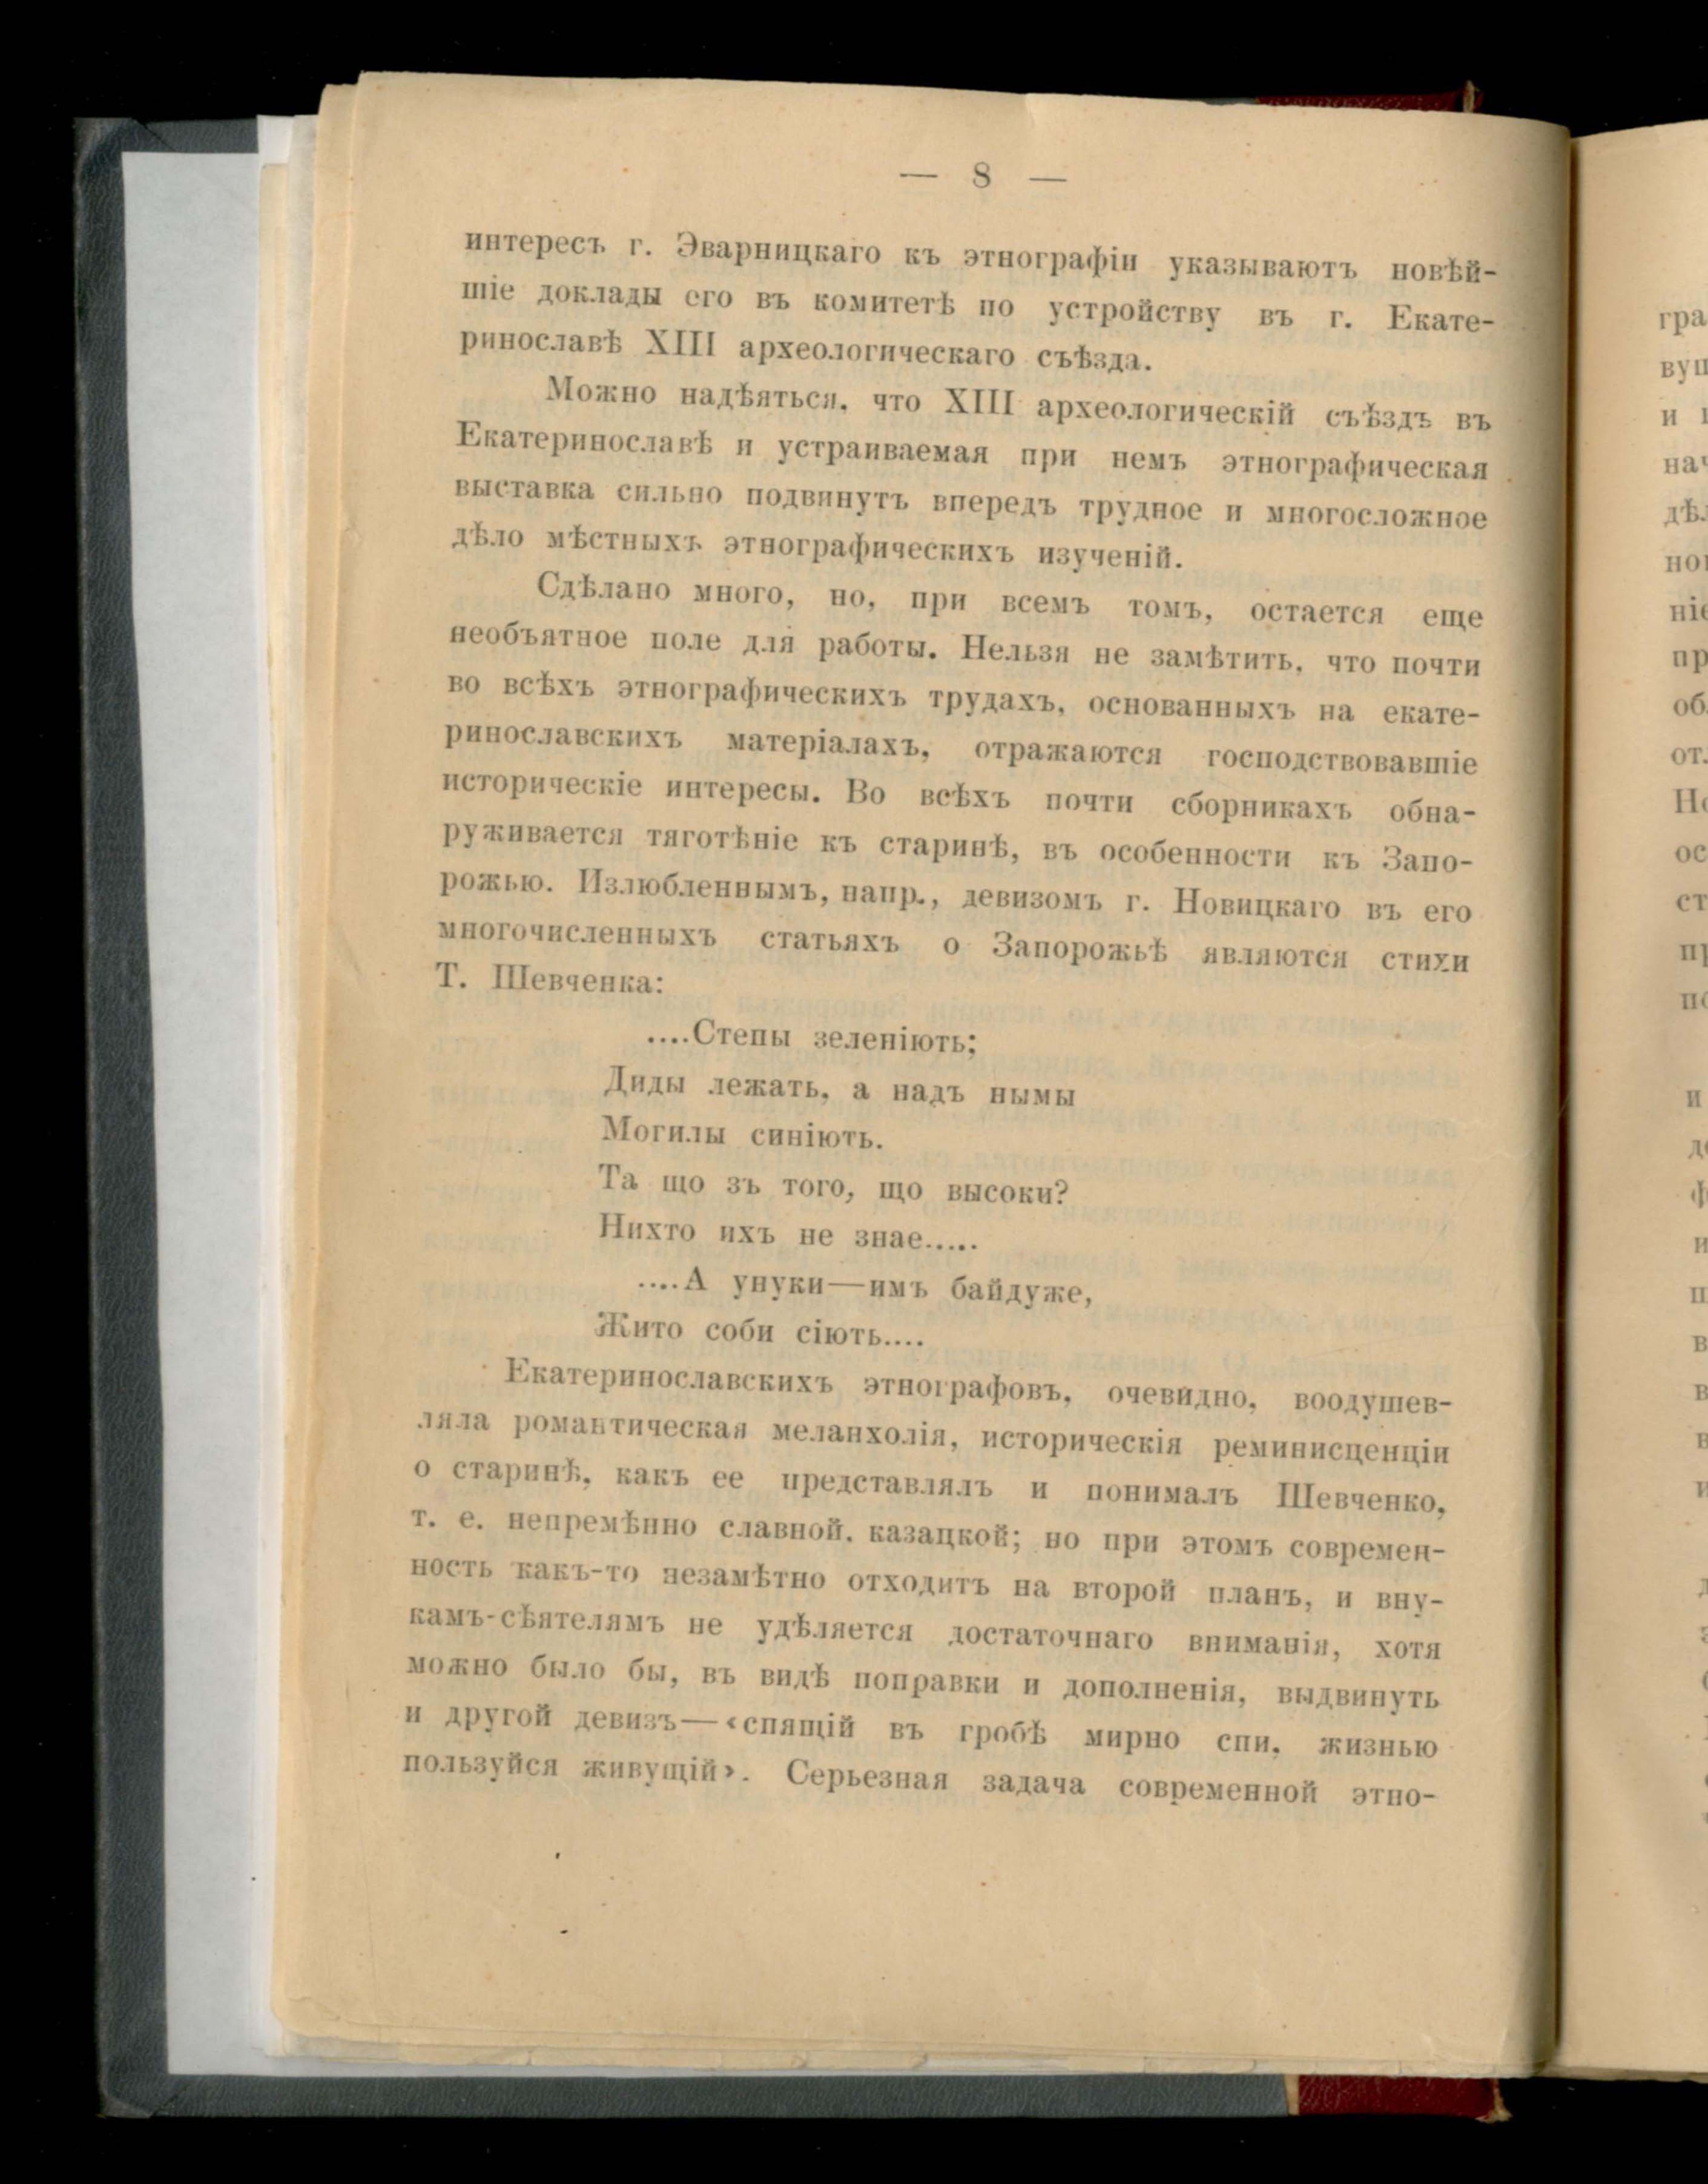 — 8 —
интересъ г. Эварницкаго къ этнографіи указываютъ новѣй-
шіе доклады его въ комитетѣ по устройству въ г. Екате-
ринославѣ XIII археологическаго съѣзда.
Можно надѣяться, что XIII археологическій съѣздъ въ
Екатеринославѣ и устраиваемая при немъ этнографическая
выставка сильно подвинутъ впередъ трудное и многосложное
дѣло мѣстныхъ этнографическихъ изученій.
Сдѣлано много, но, при всемъ томъ, остается еще
необъятное поле для работы. Нельзя не замѣтить, что почти
во всѣхъ этнографическихъ трудахъ, основанныхъ на екате-
ринославскихъ матеріалахъ, отражаются господствовавшіе
историческіе интересы. Во всѣхъ почти сборникахъ обна-
руживается тяготѣніе къ старинѣ, въ особенности къ Запо-
рожью. Излюбленнымъ, напр., девизомъ г. Новицкаго въ его
многочисленныхъ статьяхъ о Запорожьѣ являются стихи
Т. Шевченка:
....Степы зеленіють;
Диды лежать, а надъ нымы
Могилы синіють.
Та що зъ того, що высоки?
Нихто ихъ не знае.....
....А унуки—имъ байдуже,
Жито соби сіють....
Екатеринославскихъ этнографовъ, очевидно, воодушев-
ляла романтическая меланхолія, историческія реминисценціи
о старинѣ, какъ ее представлялъ и понималъ Шевченко,
т. е. непремѣнно славной, казацкой; но при этомъ современ-
ность какъ-то незамѣтно отходитъ на второй планъ, и вну-
камъ-сѣятелямъ не удѣляется достаточнаго вниманія, хотя
можно было бы, въ видѣ поправки и дополненія, выдвинуть
и другой девизъ—‹спящій въ гробѣ мирно спи, жизнью
пользуйся живущій›. Серьезная задача современной этно-